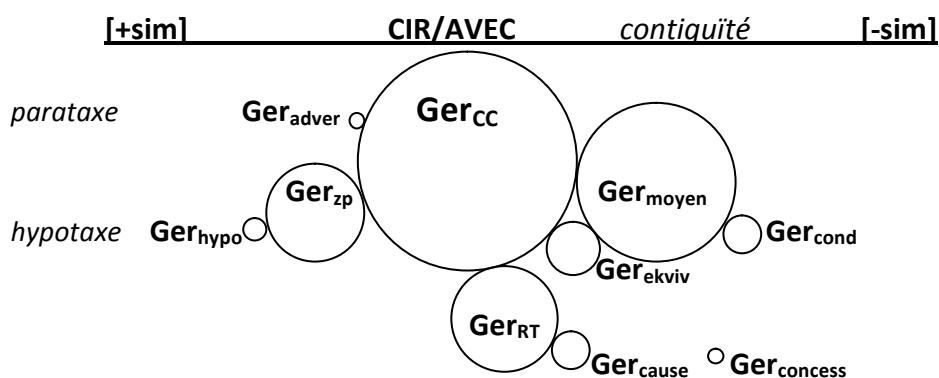 [+sim] CIR/AVEC contiguïté [-sim]
parataxe
Ger_adver
Ger_CC
Ger_zp
Ger_moyen
hypotaxe
Ger_hypo
Ger_cond
Ger_ekviv
Ger_RT
Ger_cause
Ger_concess